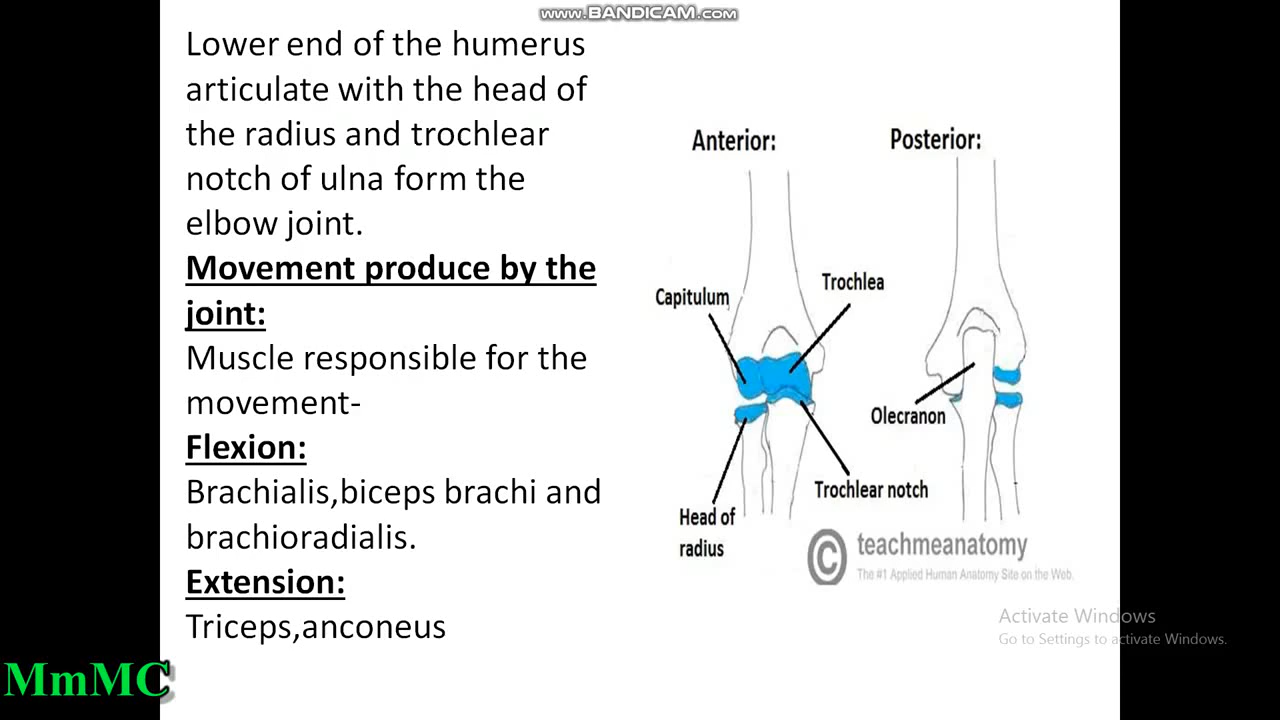 www.BANDICAM.com
Lower end of the humerus
articulate with the head of
the radius and trochlear
notch of ulna form the
elbow joint.
Movement produce by the
joint:
Muscle responsible for the
movement-
Flexion:
Brachialis,biceps brachi and
brachioradialis.
Extension:
Triceps,anconeus
Anterior:
Posterior:
Capitulum
Trochlea
Olecranon
Trochlear notch
Head of
radius
© teachmeanatomy
The #1 Applied Human Anatomy Site on the Web.
Activate Windows
Go to Settings to activate Windows.
MmMC